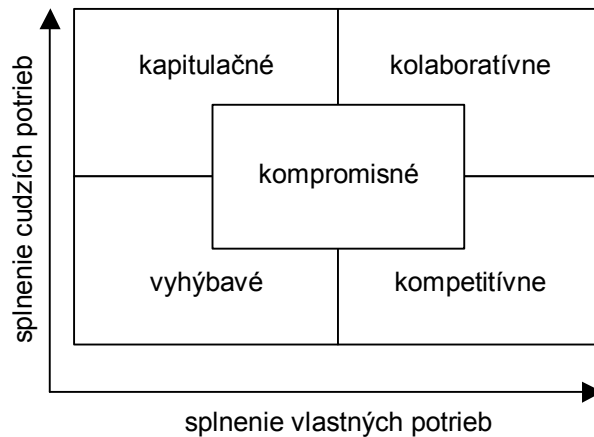 kapitulačné
kolaboratívne
kompromisné
vyhýbavé
kompetitívne
splnenie cudzích potrieb
splnenie vlastných potrieb